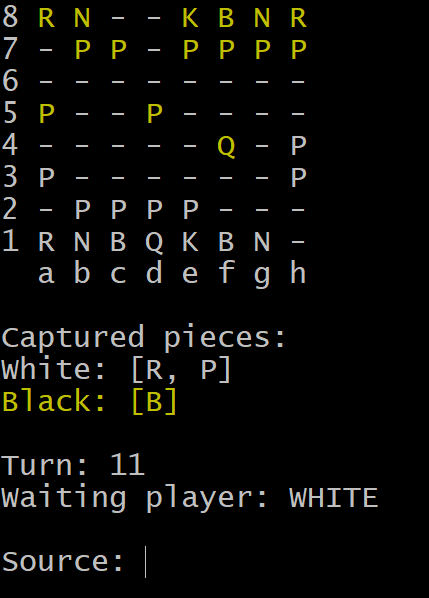 8 R N - - K B N R
7 - P P - P P P P
6 - - - - - - - -
5 P - - P - - - -
4 - - - - - Q - P
3 P - - - - - - P
2 - P P P P - - -
1 R N B Q K B N -
a b c d e f g h
Captured pieces:
White: [R, P]
Black: [B]
Turn: 11
Waiting player: WHITE
Source: